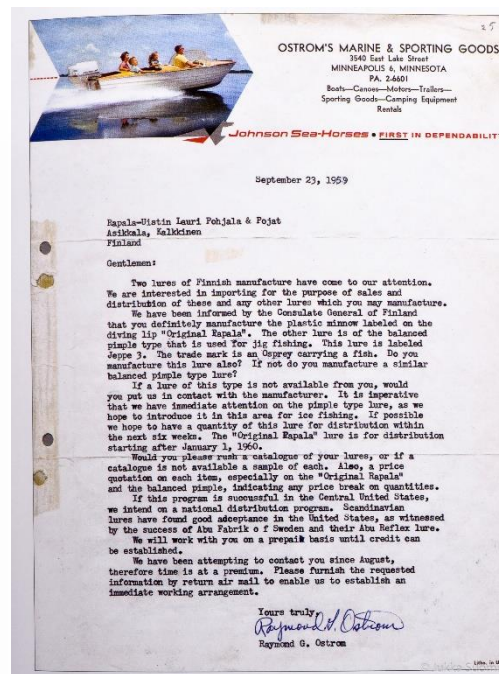 25
OSTROM'S MARINE & SPORTING GOODS
3540 East Lake Street
MINNEAPOLIS 6, MINNESOTA
PA. 2-6601
Boats—Canoes—Motors—Trailers—
Sporting Goods—Camping Equipment
Rentals
Johnson Sea-Horses • FIRST IN DEPENDABILITY
September 23, 1959
Rapala-Uistin Lauri Pohjala & Pojat
Asikkala, Kalkkinen
Finland
Gentlemen:
Two lures of Finnish manufacture have come to our attention.
We are interested in importing for the purpose of sales and
distribution of these and any other lures which you may manufacture.
We have been informed by the Consulate General of Finland
that you definitely manufacture the plastic minnow labeled on the
diving lip "Original Rapala". The other lure is of the balanced
pimple type that is used for jig fishing. This lure is labeled
Jeppe 3. The trade mark is an Osprey carrying a fish. Do you
manufacture this lure also? If not do you manufacture a similar
balanced pimple type lure?
If a lure of this type is not available from you, would
you put us in contact with the manufacturer. It is imperative
that we have immediate attention on the pimple type lure, as we
hope to introduce it in this area for ice fishing. If possible
we hope to have a quantity of this lure for distribution within
the next six weeks. The "Original Rapala" lure is for distribution
starting after January 1, 1960.
Would you please rush a catalogue of your lures, or if a
catalogue is not available a sample of each. Also, a price
quotation on each item, especially on the "Original Rapala"
and the balanced pimple, indicating any price break on quantities.
If this program is successful in the Central United States,
we intend on a national distribution program. Scandinavian
lures have found good acceptance in the United States, as witnessed
by the success of Abu Fabrik of Sweden and their Abu Reflex lure.
We will work with you on a prepaid basis until credit can
be established.
We have been attempting to contact you since August,
therefore time is at a premium. Please furnish the requested
information by return air mail to enable us to establish an
immediate working arrangement.
Yours truly,
Raymond G. Ostrom
Raymond G. Ostrom
Litho. in